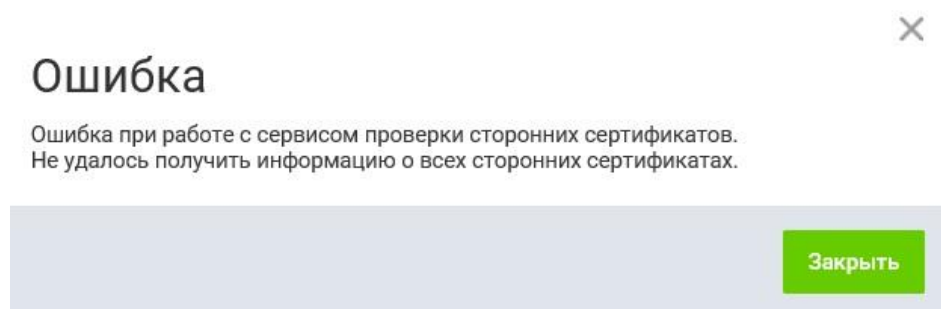 Ошибка
Ошибка при работе с сервисом проверки сторонних сертификатов.
Не удалось получить информацию о всех сторонних сертификатах.
Закрыть